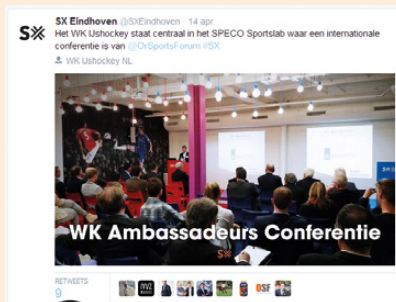 SX Eindhoven @SXEindhoven · 14 apr.
Het WK IJshockey staat centraal in het SPECO Sportslab waar een internationale
conferentie is van @OrSportsForum #SX
WK IJshockey NL
WK Ambassadeurs Conferentie
SX
RETWEETS
9
OSF